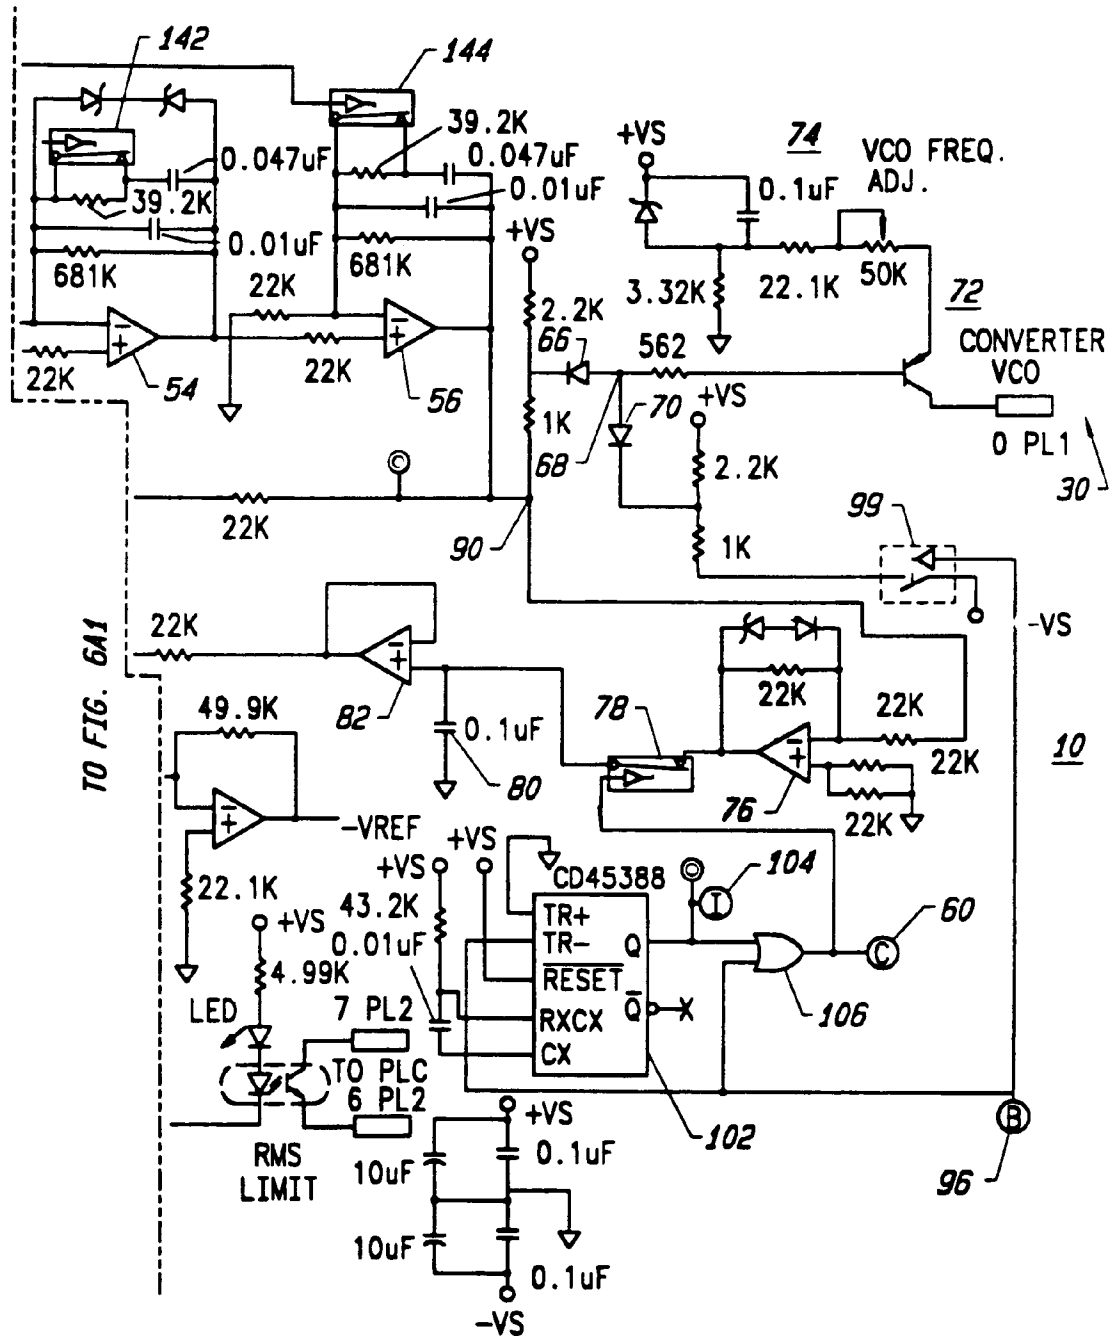 142
144
39.2K
0.047uF
0.047uF
39.2K
0.01uF
0.01uF
681K
681K
22K
22K
22K
54
56
+VS
2.2K
66
1K
68
70
562
+VS
2.2K
1K
+VS
74
VCO FREQ.
ADJ.
0.1uF
3.32K
22.1K
50K
72
CONVERTER
VCO
0 PL1
30
99
-VS
C
22K
90
22K
82
0.1uF
80
78
22K
22K
22K
76
22K
10
TO FIG. 6A1
49.9K
-VREF
22.1K
+VS
4.99K
LED
7 PL2
TO PLC
6 PL2
RMS
LIMIT
+VS
+VS
43.2K
0.01uF
CD45388
TR+
TR-
RESET
RXCX
CX
Q
Q
X
102
C
I
104
C
60
106
B
96
+VS
10uF
0.1uF
10uF
0.1uF
-VS